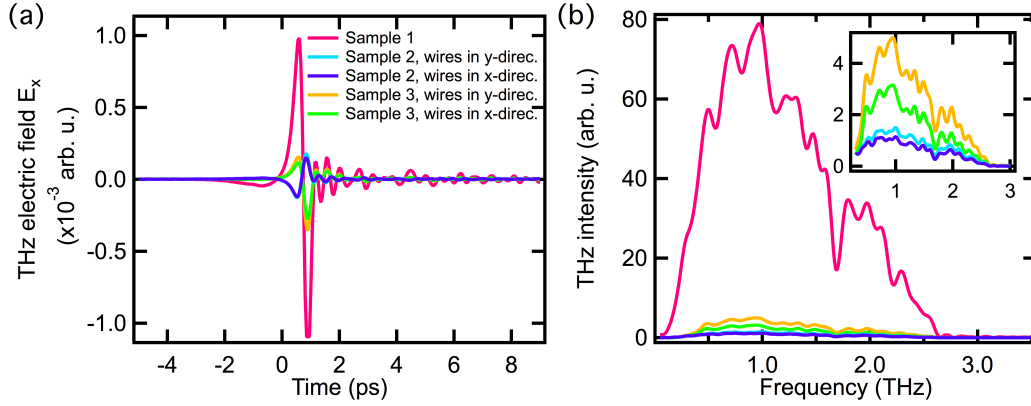 (a)
THz electric field Eₓ
(x10⁻³ arb. u.)
1.0
0.5
0.0
-0.5
-1.0
Sample 1
Sample 2, wires in y-direc.
Sample 2, wires in x-direc.
Sample 3, wires in y-direc.
Sample 3, wires in x-direc.
-4 -2 0 2 4 6 8
Time (ps)
(b)
THz intensity (arb. u.)
80
60
40
20
0
4
2
0
1 2 3
1.0 2.0 3.0
Frequency (THz)